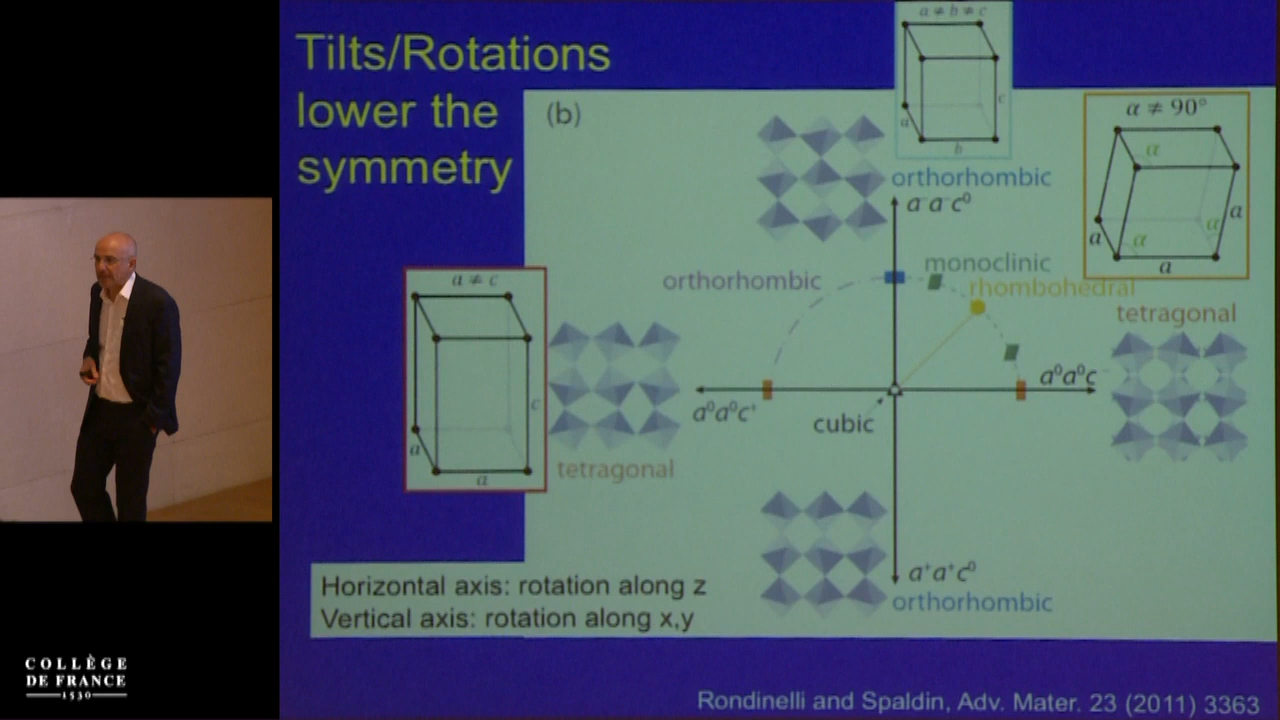 Tilts/Rotations
lower the
symmetry
(b)
a ≠ b ≠ c
a
b
c
orthorhombic
a⁻a⁻c⁰
α ≠ 90°
α
α
α
a
a
a
monoclinic
rhombohedral
orthorhombic
tetragonal
a ≠ c
c
a
a
a⁰a⁰c⁺
a⁰a⁰c⁻
cubic
tetragonal
a⁺a⁺c⁰
orthorhombic
Horizontal axis: rotation along z
Vertical axis: rotation along x,y
COLLÈGE
DE FRANCE
1530
Rondinelli and Spaldin, Adv. Mater. 23 (2011) 3363